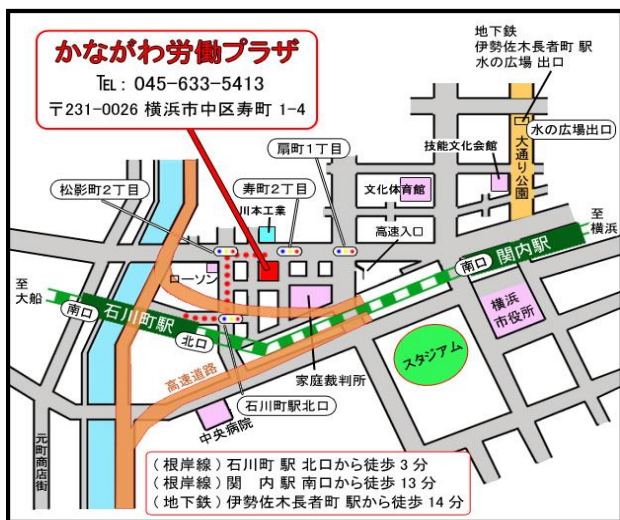 かながわ労働プラザ
TEL: 045-633-5413
〒231-0026 横浜市中区寿町 1-4
地下鉄
伊勢佐木長者町 駅
水の広場 出口
水の広場出口
大通り公園
技能文化会館
扇町1丁目
文化体育館
松影町2丁目
寿町2丁目
川本工業
高速入口
至
横浜
関内駅
南口
ローソン
至
大船
南口
石川町駅
北口
横浜
市役所
スタジアム
家庭裁判所
高速道路
石川町駅北口
中央病院
元町商店街
(根岸線)石川町 駅 北口から徒歩 3 分
(根岸線)関 内 駅 南口から徒歩 13 分
(地下鉄)伊勢佐木長者町 駅から徒歩 14 分